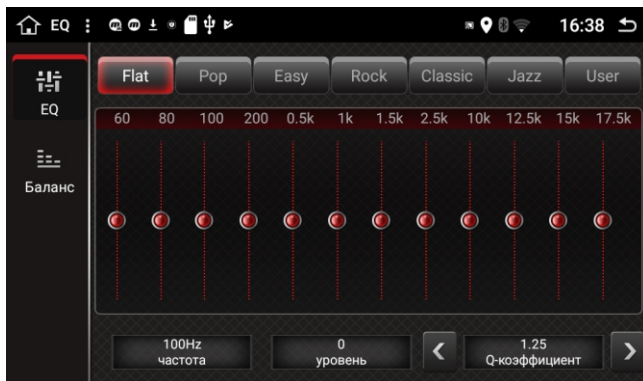 EQ
16:38
EQ
Баланс
Flat Pop Easy Rock Classic Jazz User
60 80 100 200 0.5k 1k 1.5k 2.5k 10k 12.5k 15k 17.5k
100Hz
частота
0
уровень
1.25
Q-коэффициент